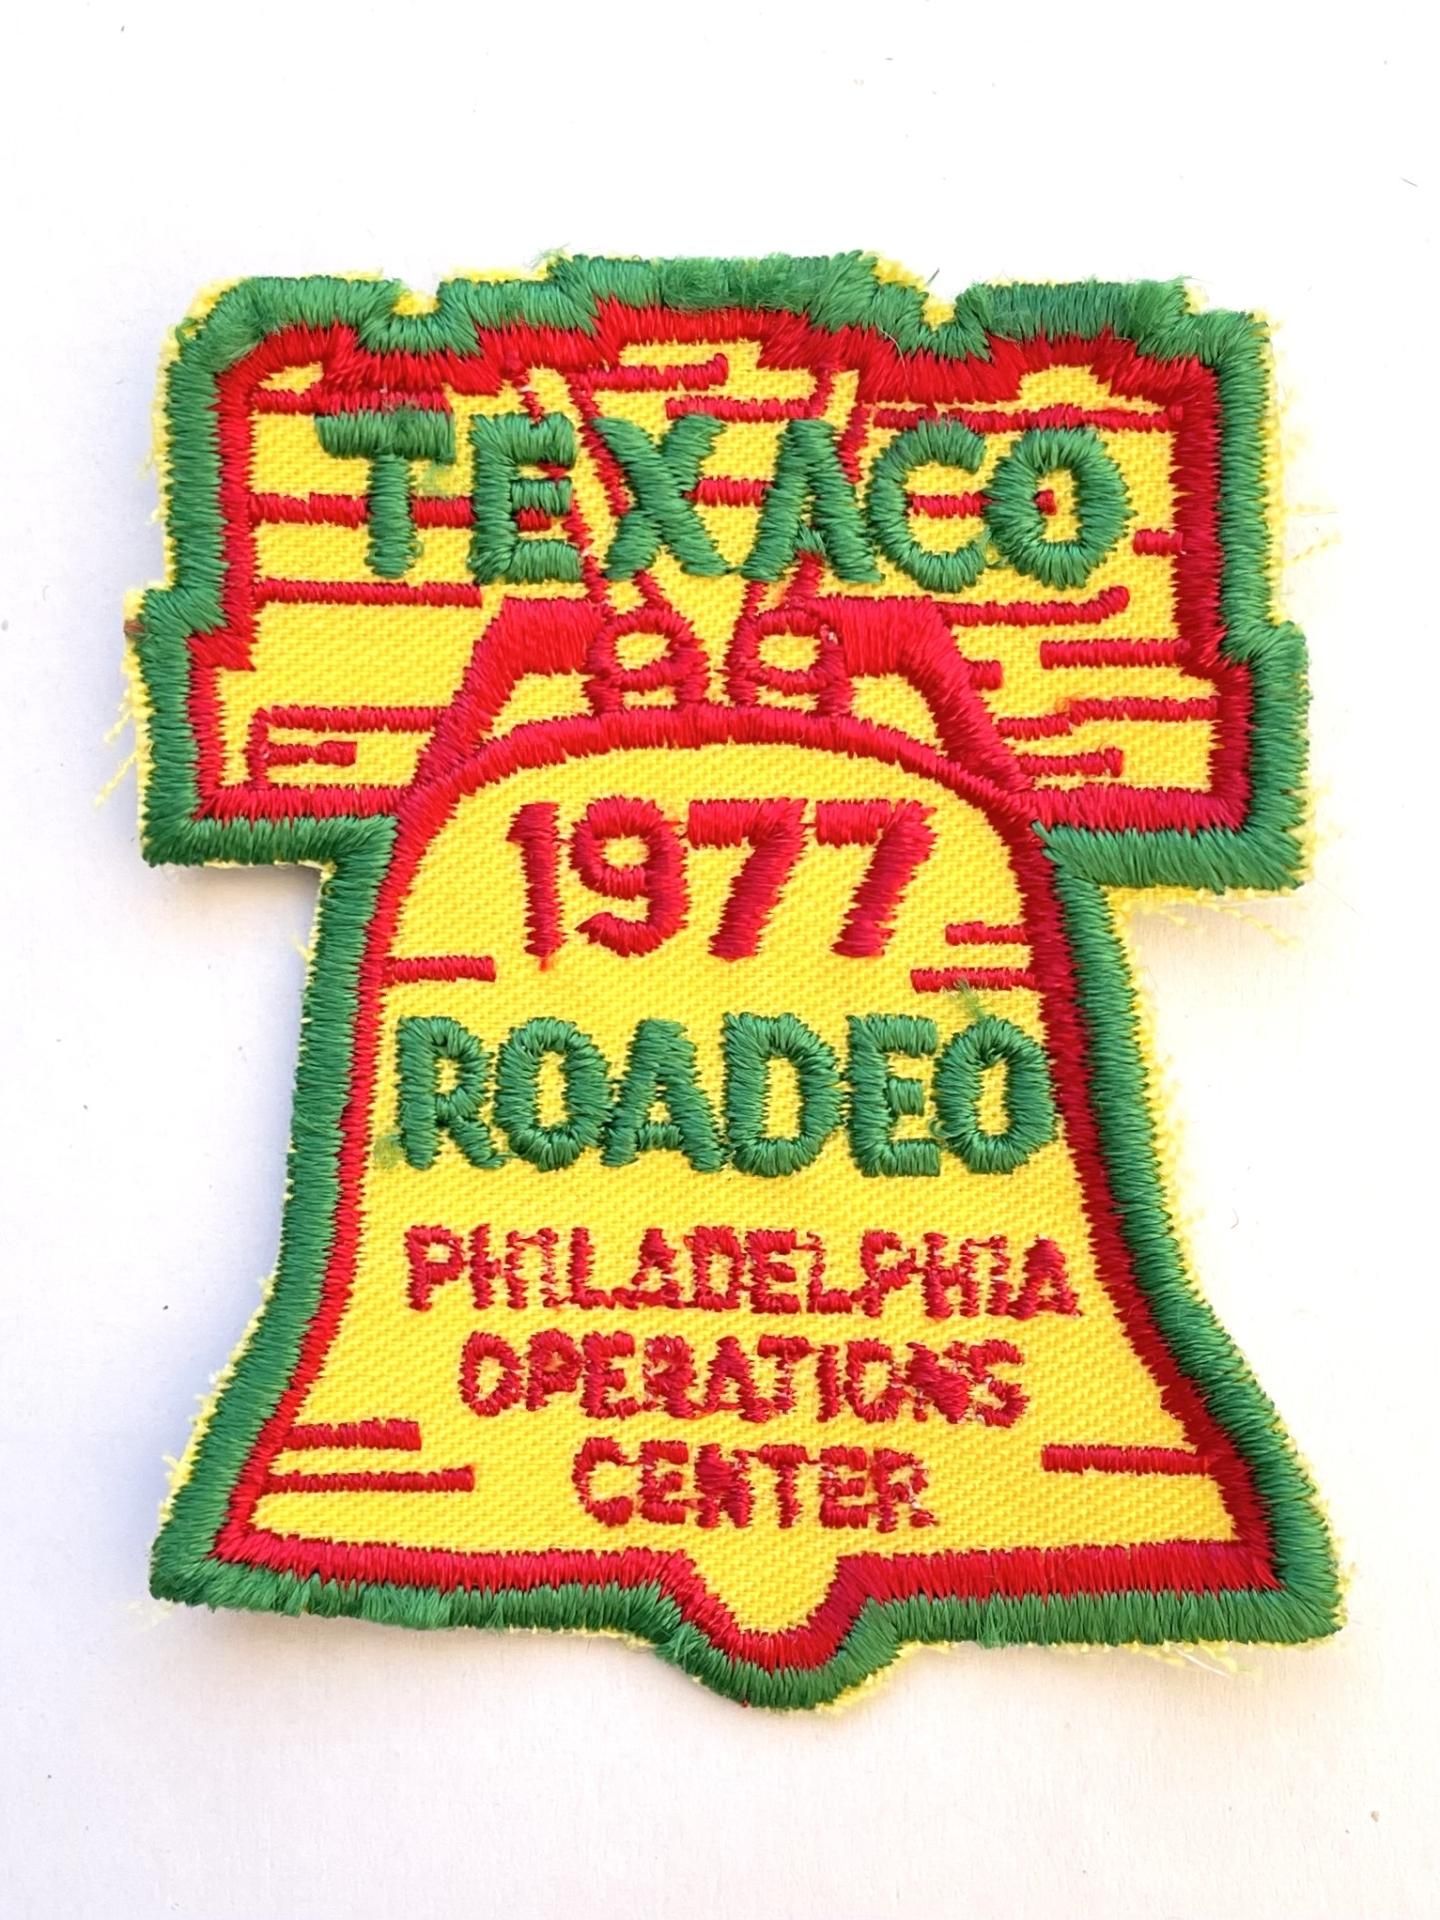 TEXACO
1977
ROADEO
PHILADELPHIA
OPERATIONS
CENTER